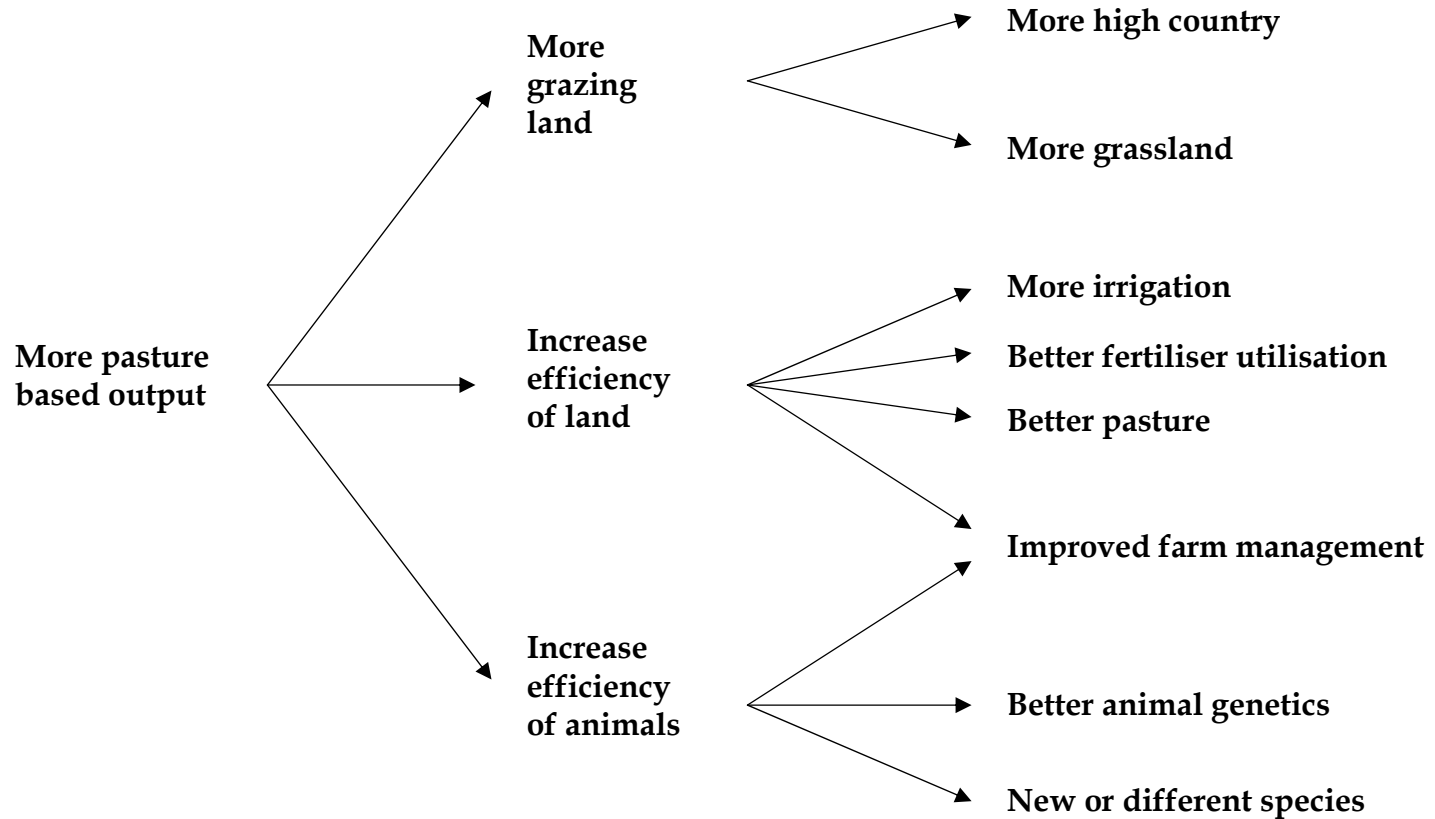 More pasture
based output
More
grazing
land
Increase
efficiency
of land
Increase
efficiency
of animals
More high country
More grassland
More irrigation
Better fertiliser utilisation
Better pasture
Improved farm management
Better animal genetics
New or different species